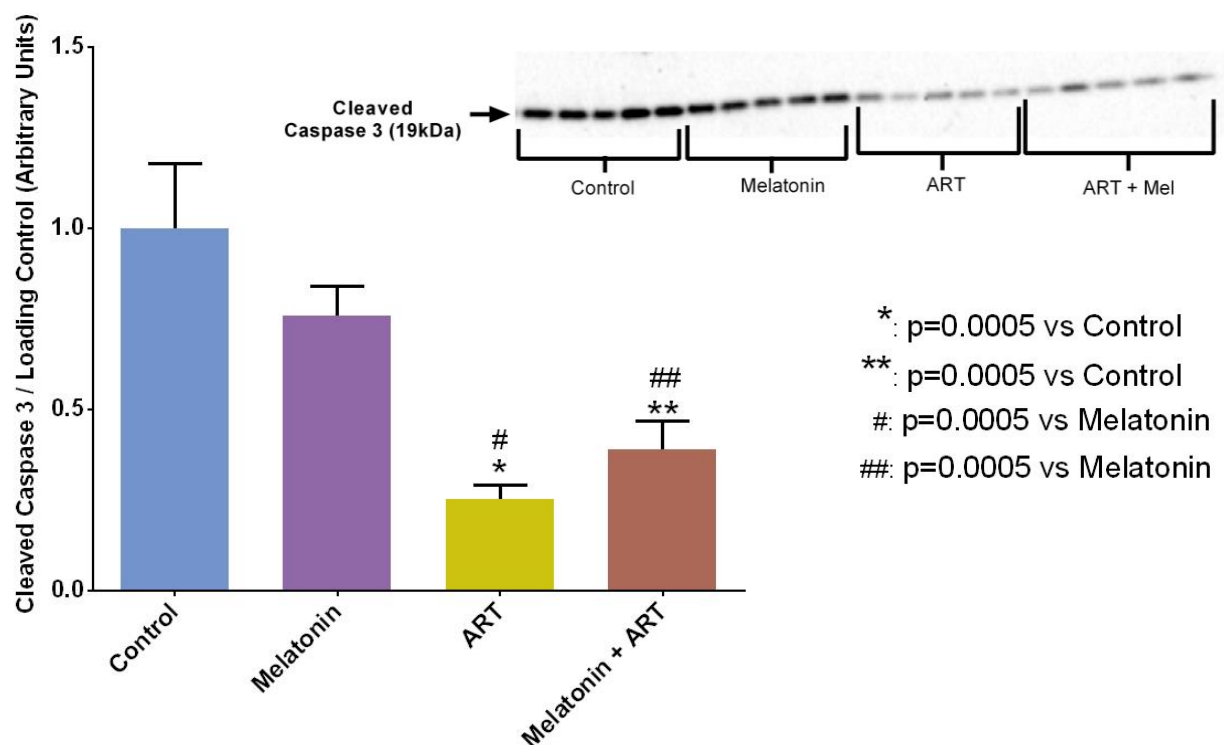 Cleaved Caspase 3 / Loading Control (Arbitrary Units)
1.5
1.0
0.5
0.0
Cleaved
Caspase 3 (19kDa)
Control
Melatonin
ART
ART + Mel
#
*
##
**
*: p=0.0005 vs Control
**: p=0.0005 vs Control
#: p=0.0005 vs Melatonin
##: p=0.0005 vs Melatonin
Control
Melatonin
ART
Melatonin + ART